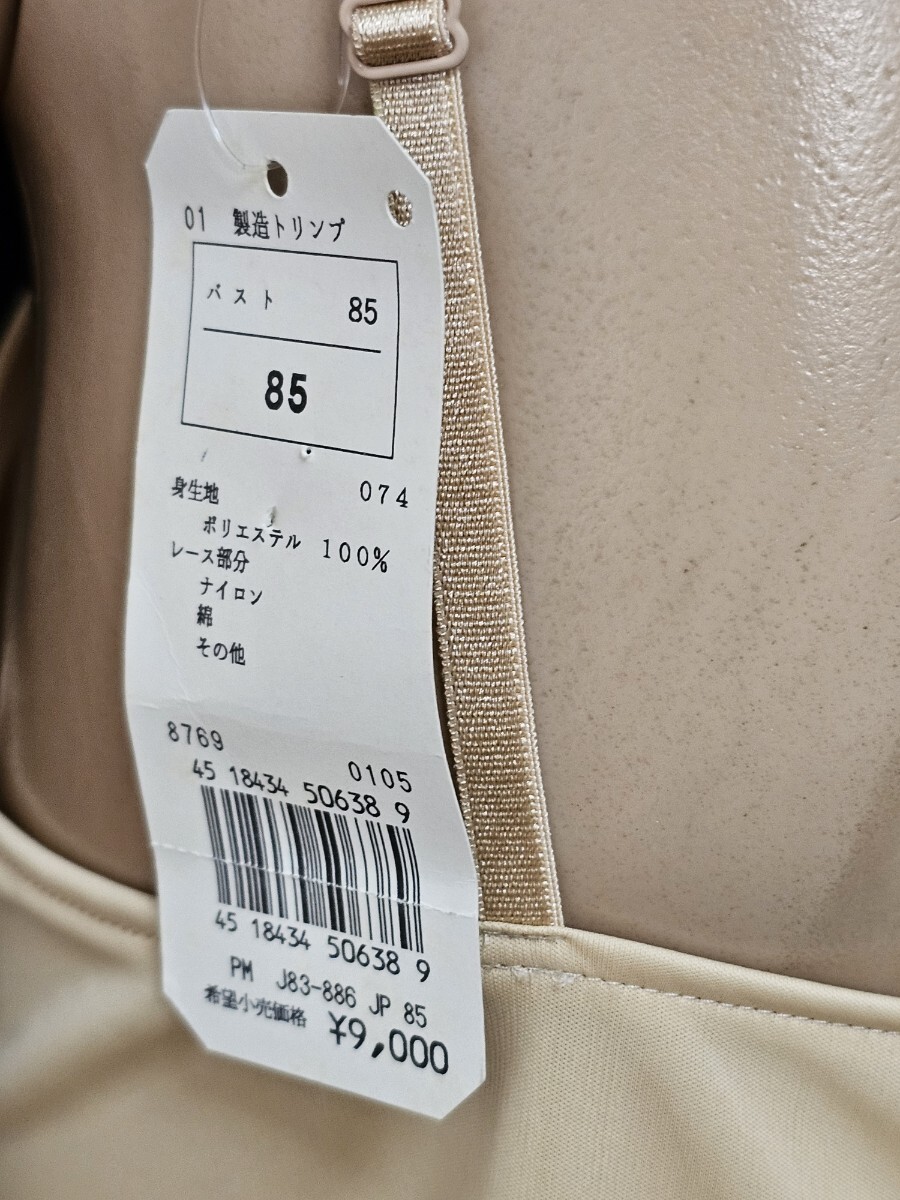 01 製造トリンプ
バスト 85
85
身生地 074
ポリエステル 100%
レース部分
ナイロン
綿
その他
8769 0105
45 18434 50638 9
45 18434 50638 9
PM J83-886 JP 85
希望小売価格 ¥9,000